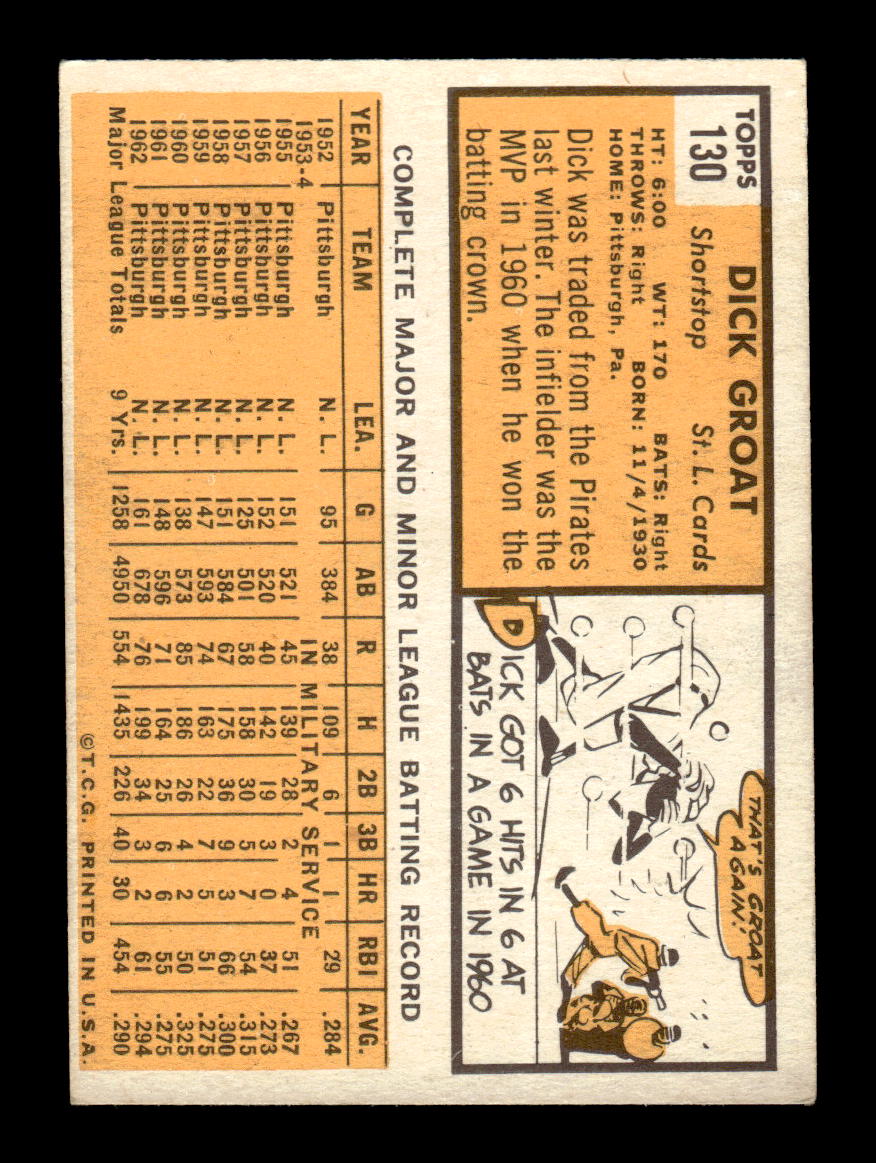 TOPPS
130
DICK GROAT
Shortstop St. L. Cards
HT: 6:00 WT: 170 BATS: Right
THROWS: Right BORN: 11/4/1930
HOME: Pittsburgh, Pa.
Dick was traded from the Pirates
last winter. The infielder was the
MVP in 1960 when he won the
batting crown.
THAT'S GROAT
AGAIN!
DICK GOT 6 HITS IN 6 AT
BATS IN A GAME IN 1960
COMPLETE MAJOR AND MINOR LEAGUE BATTING RECORD
YEAR TEAM LEA. G AB R H 2B 3B HR RBI AVG.
1952 Pittsburgh N. L. 95 384 38 109 6 1 1 29 .284
1953-4 IN MILITARY SERVICE
1955 Pittsburgh N. L. 151 521 45 139 28 2 4 51 .267
1956 Pittsburgh N. L. 152 520 40 142 19 3 0 37 .273
1957 Pittsburgh N. L. 125 501 58 158 30 5 7 54 .315
1958 Pittsburgh N. L. 151 584 67 175 36 9 3 66 .300
1959 Pittsburgh N. L. 147 593 74 163 22 7 5 51 .275
1960 Pittsburgh N. L. 138 573 85 186 26 4 2 50 .325
1961 Pittsburgh N. L. 148 596 71 164 25 6 6 55 .275
1962 Pittsburgh N. L. 161 678 76 199 34 3 2 61 .294
Major League Totals 9 Yrs. 1258 4950 554 1435 226 40 30 454 .290
©T.C.G. PRINTED IN U.S.A.